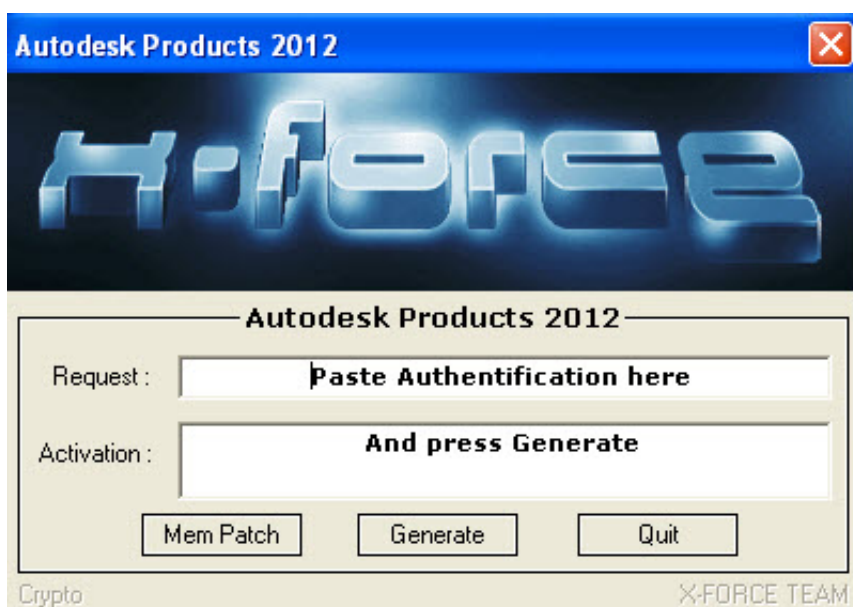 Autodesk Products 2012
X-force
Autodesk Products 2012
Request :
Paste Authentification here
Activation :
And press Generate
Mem Patch
Generate
Quit
Crypto
X-FORCE TEAM